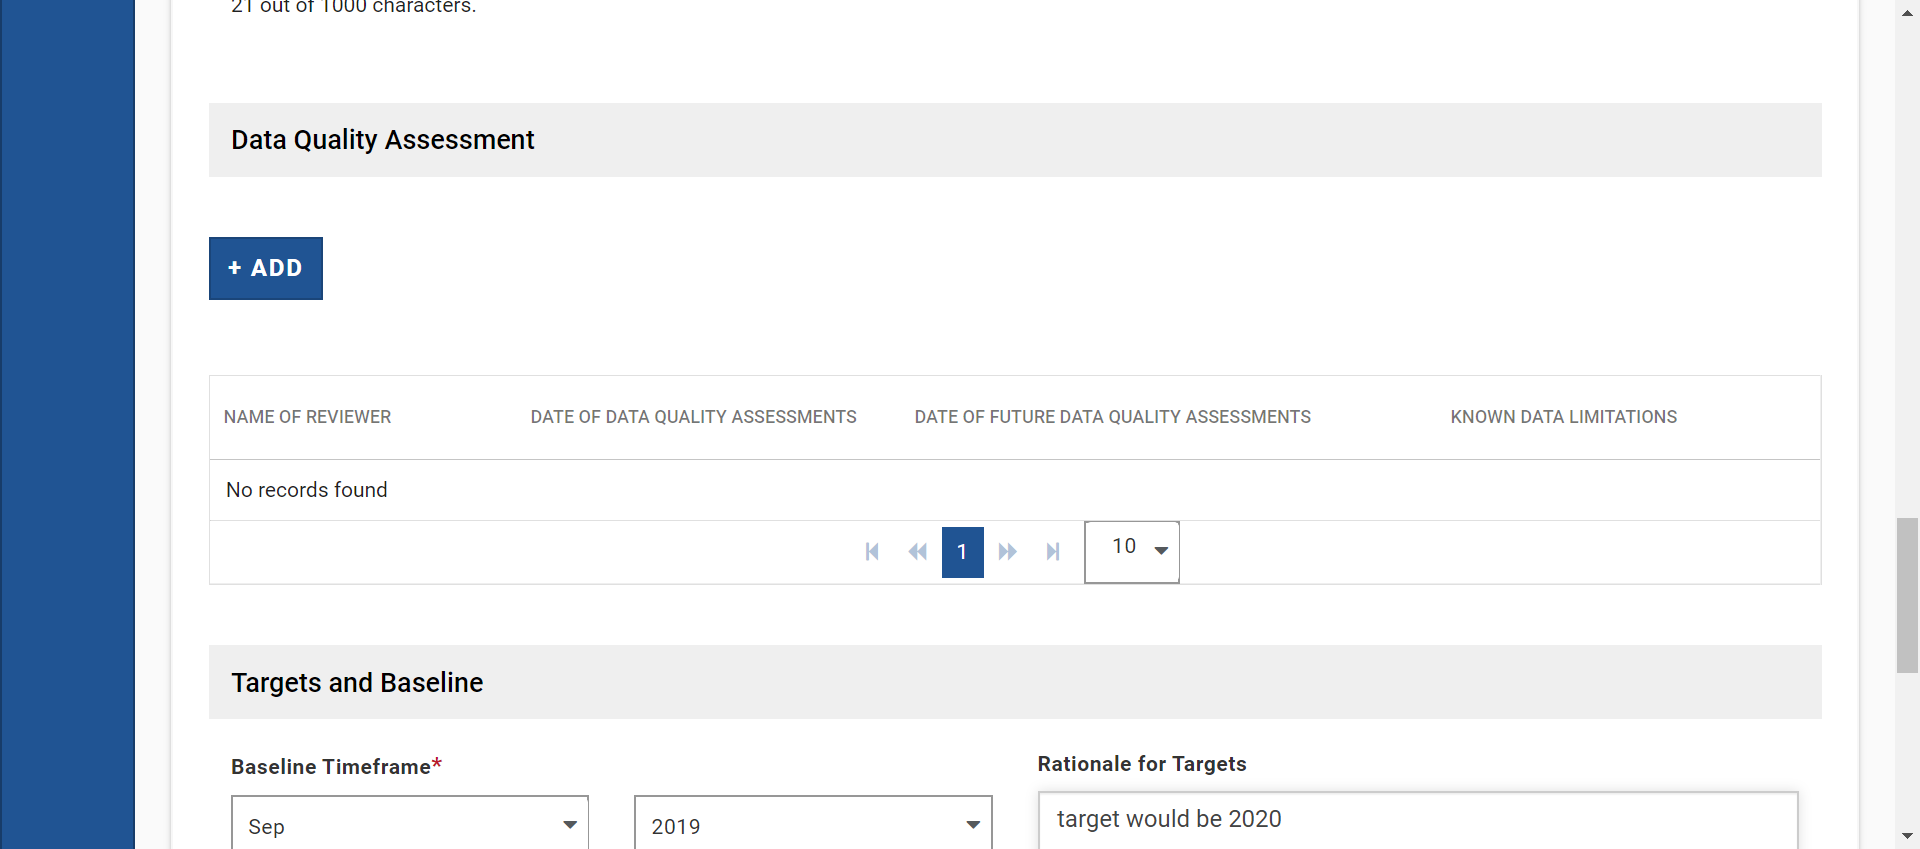 21 out of 1000 characters.
Data Quality Assessment
+ ADD
NAME OF REVIEWER DATE OF DATA QUALITY ASSESSMENTS DATE OF FUTURE DATA QUALITY ASSESSMENTS KNOWN DATA LIMITATIONS
No records found
1 10
Targets and Baseline
Baseline Timeframe* Rationale for Targets
Sep 2019 target would be 2020